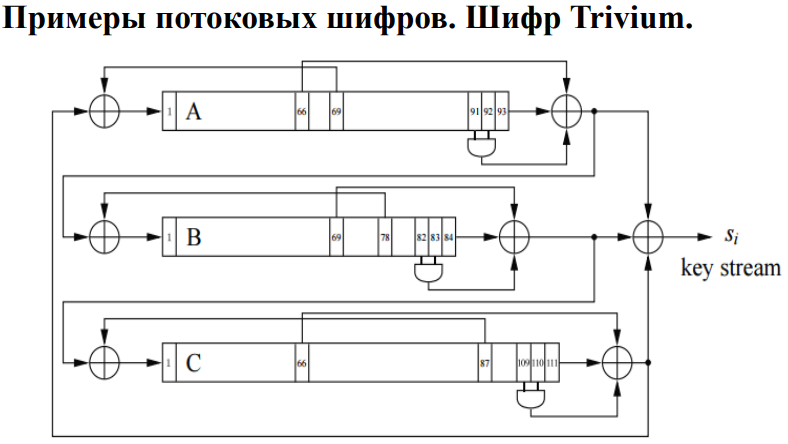 Примеры потоковых шифров. Шифр Trivium.
1 A 66 69 91 92 93
1 B 69 78 82 83 84 s_i
key stream
1 C 66 87 109 110 111